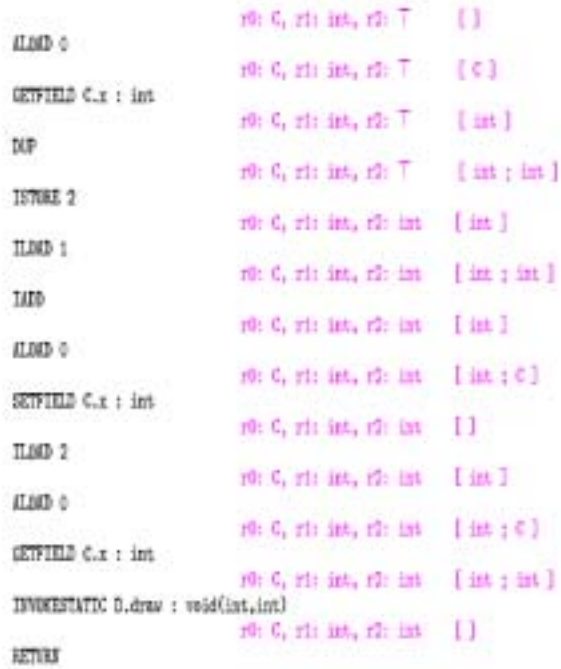 r0: C, r1: int, r2: ⊤ [ ]
ALOAD 0
r0: C, r1: int, r2: ⊤ [ C ]
GETFIELD C.x : int
r0: C, r1: int, r2: ⊤ [ int ]
DUP
r0: C, r1: int, r2: ⊤ [ int ; int ]
ISTORE 2
r0: C, r1: int, r2: int [ int ]
ILOAD 1
r0: C, r1: int, r2: int [ int ; int ]
IADD
r0: C, r1: int, r2: int [ int ]
ALOAD 0
r0: C, r1: int, r2: int [ int ; C ]
SETFIELD C.x : int
r0: C, r1: int, r2: int [ ]
ILOAD 2
r0: C, r1: int, r2: int [ int ]
ALOAD 0
r0: C, r1: int, r2: int [ int ; C ]
GETFIELD C.x : int
r0: C, r1: int, r2: int [ int ; int ]
INVOKESTATIC D.draw : void(int,int)
r0: C, r1: int, r2: int [ ]
RETURN